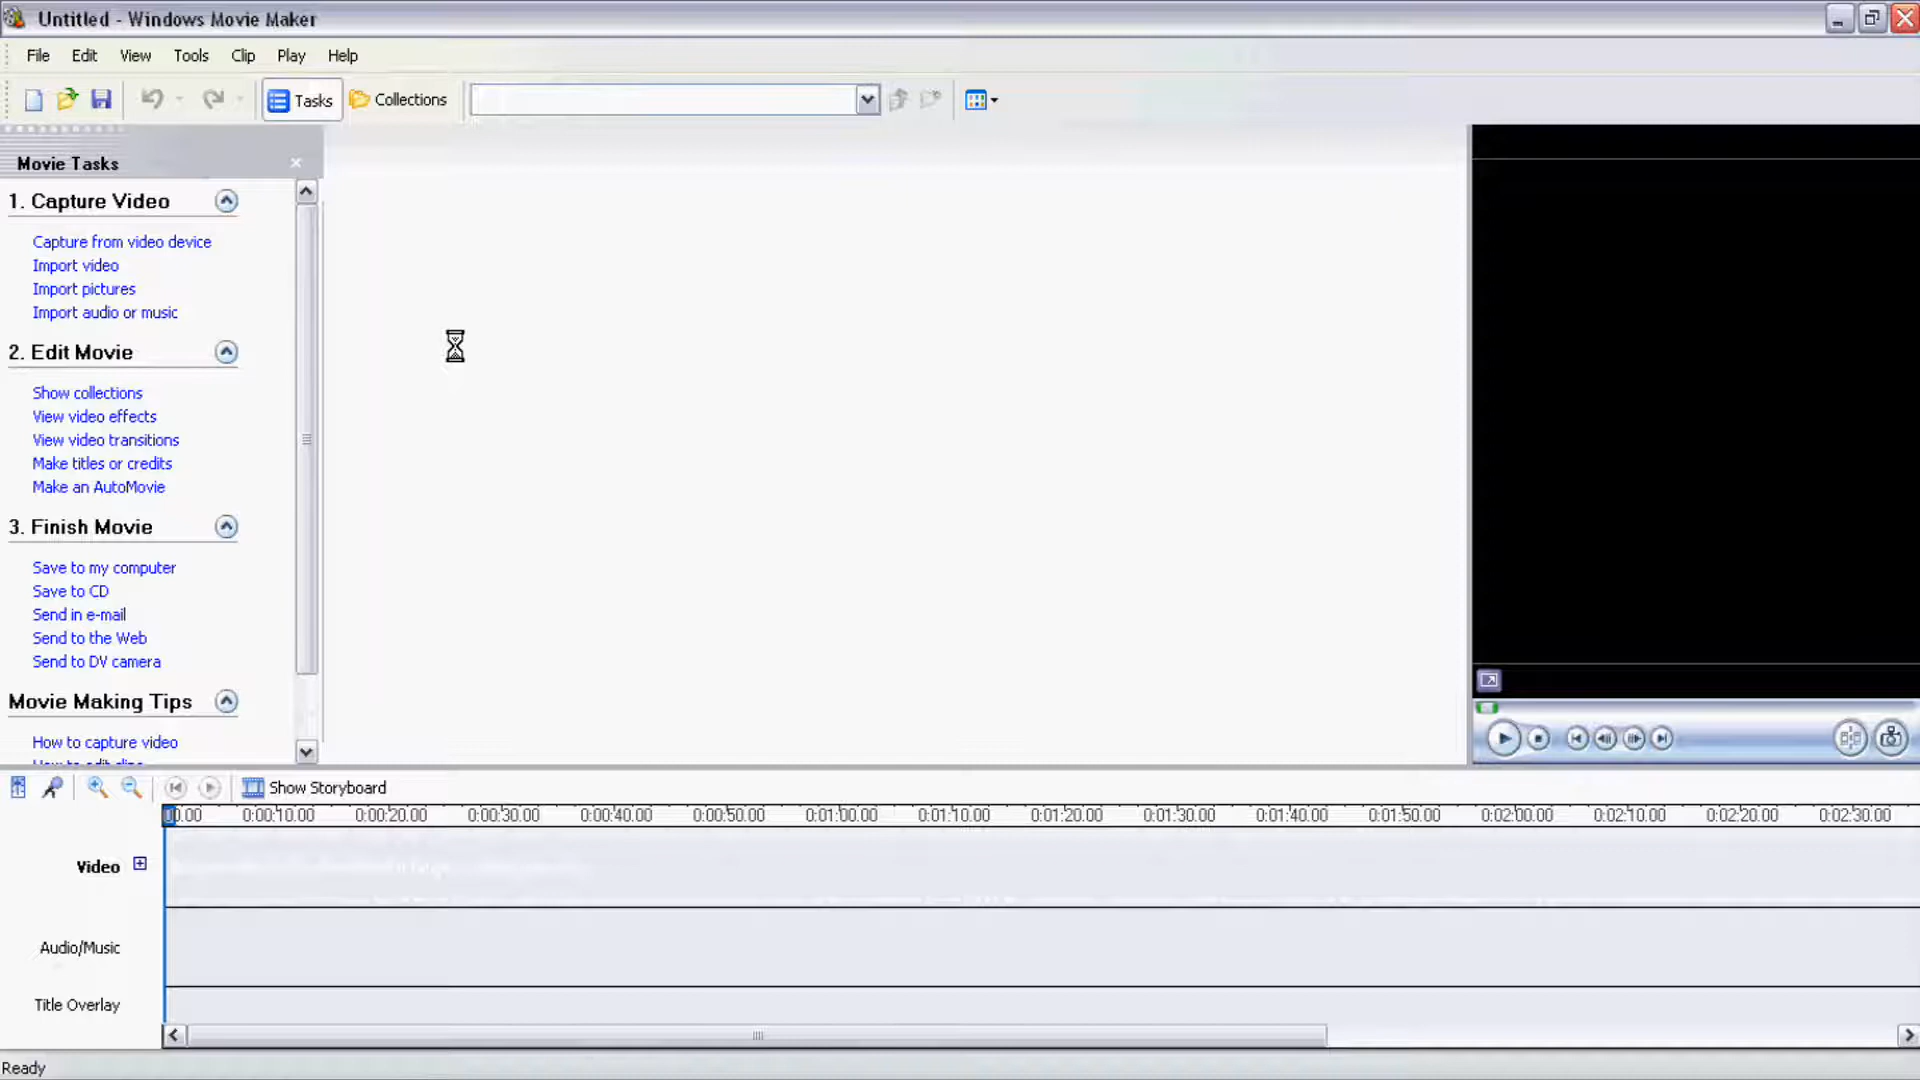 Untitled - Windows Movie Maker
File Edit View Tools Clip Play Help
Tasks Collections
Movie Tasks
1. Capture Video
Capture from video device
Import video
Import pictures
Import audio or music
2. Edit Movie
Show collections
View video effects
View video transitions
Make titles or credits
Make an AutoMovie
3. Finish Movie
Save to my computer
Save to CD
Send in e-mail
Send to the Web
Send to DV camera
Movie Making Tips
How to capture video
Show Storyboard
0.00 0:00:10.00 0:00:20.00 0:00:30.00 0:00:40.00 0:00:50.00 0:01:00.00 0:01:10.00 0:01:20.00 0:01:30.00 0:01:40.00 0:01:50.00 0:02:00.00 0:02:10.00 0:02:20.00 0:02:30.00
Video
Audio/Music
Title Overlay
Ready